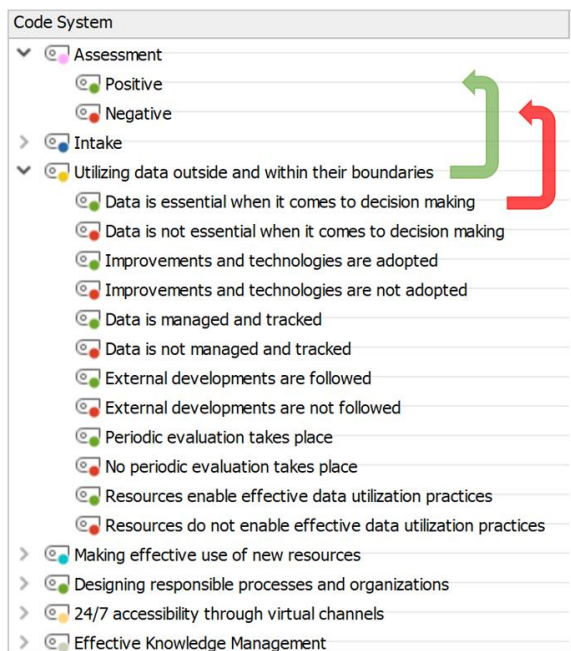 Code System
Assessment
Positive
Negative
Intake
Utilizing data outside and within their boundaries
Data is essential when it comes to decision making
Data is not essential when it comes to decision making
Improvements and technologies are adopted
Improvements and technologies are not adopted
Data is managed and tracked
Data is not managed and tracked
External developments are followed
External developments are not followed
Periodic evaluation takes place
No periodic evaluation takes place
Resources enable effective data utilization practices
Resources do not enable effective data utilization practices
Making effective use of new resources
Designing responsible processes and organizations
24/7 accessibility through virtual channels
Effective Knowledge Management